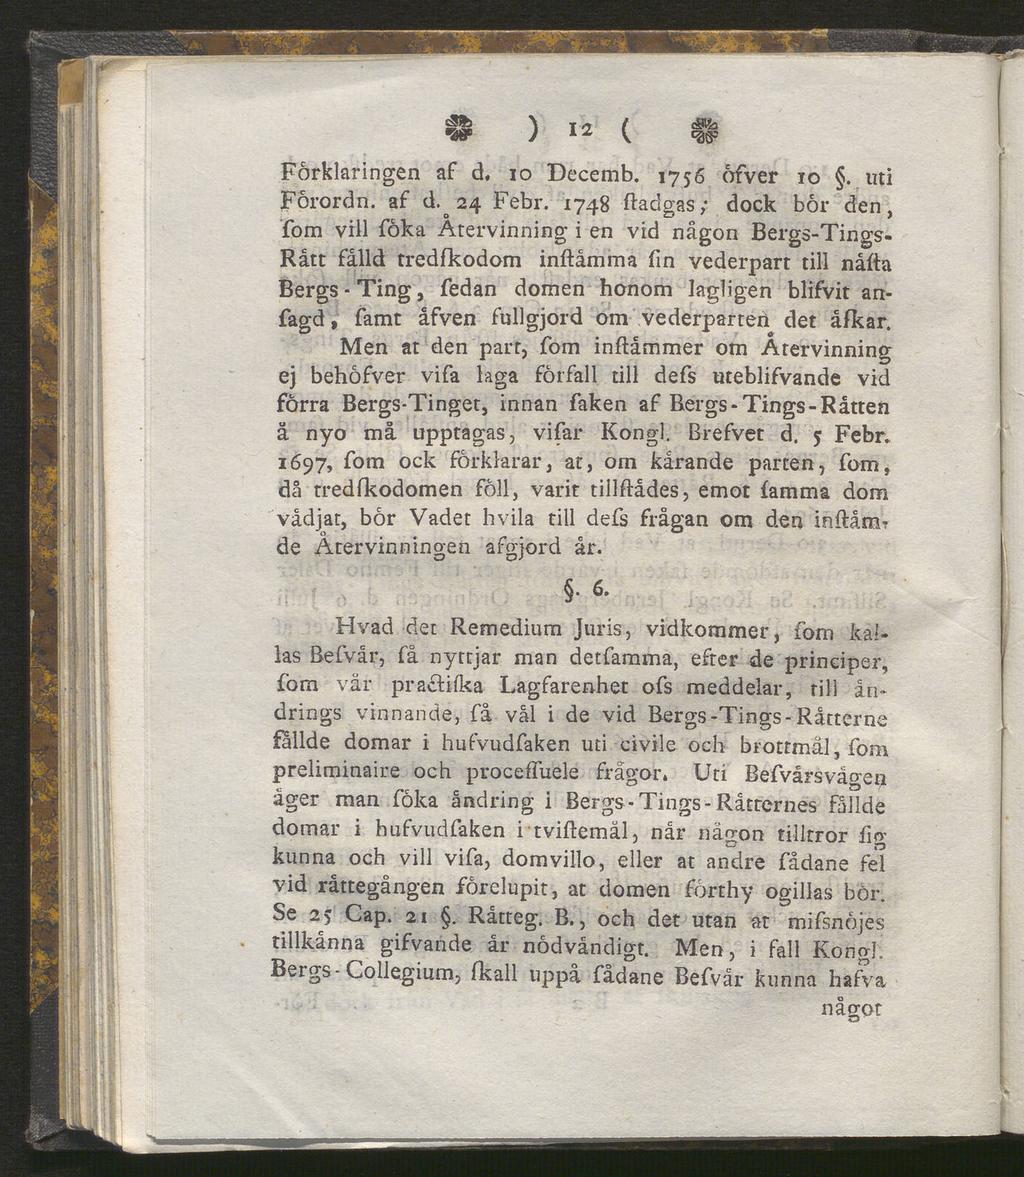 ) 12 (
Förklaringen af d. 10 Decemb. 1756 öfver 10 §. uti
Förordn. af d. 24 Febr. 1748 ſtadgas; dock bör den,
ſom vill ſöka Återvinning i en vid någon Bergs-Tings-
Rätt fälld tredſkodom inſtämma ſin vederpart till näſta
Bergs-Ting, ſedan domen honom lagligen blifvit an-
ſagd, ſamt äfven fullgjord om vederparten det äſkar.
Men at den part, ſom inſtämmer om Återvinning
ej behöfver viſa laga förfall till deſs uteblifvande vid
förra Bergs-Tinget, innan ſaken af Bergs-Tings-Rätten
å nyo må upptagas, viſar Kongl. Brefvet d. 5 Febr.
1697, ſom ock förklarar, at, om kärande parten, ſom,
då tredſkodomen föll, varit tillſtädes, emot ſamma dom
vädjat, bör Vadet hvila till deſs frågan om den inſtäm-
de Återvinningen afgjord är.
§. 6.
Hvad det Remedium Juris, vidkommer, ſom kal-
las Beſvär, ſå nyttjar man detſamma, efter de principer,
ſom vår practiſka Lagfarenhet oſs meddelar, till än-
drings vinnande, ſå väl i de vid Bergs-Tings-Rätterne
fällde domar i hufvudſaken uti civile och brottmål, ſom
preliminaire och proceſſuele frågor. Uti Beſvärsvägen
äger man ſöka ändring i Bergs-Tings-Rätternes fällde
domar i hufvudſaken i tviſtemål, når någon tilltror ſig
kunna och vill viſa, domvillo, eller at andre ſådane fel
vid rättegången förelupit, at domen förthy ogillas bör.
Se 25 Cap. 21 §. Rätteg. B., och det utan at miſsnöjes
tillkänna gifvande är nödvändigt. Men, i fall Kongl.
Bergs-Collegium, ſkall uppå ſådane Beſvär kunna hafva
något